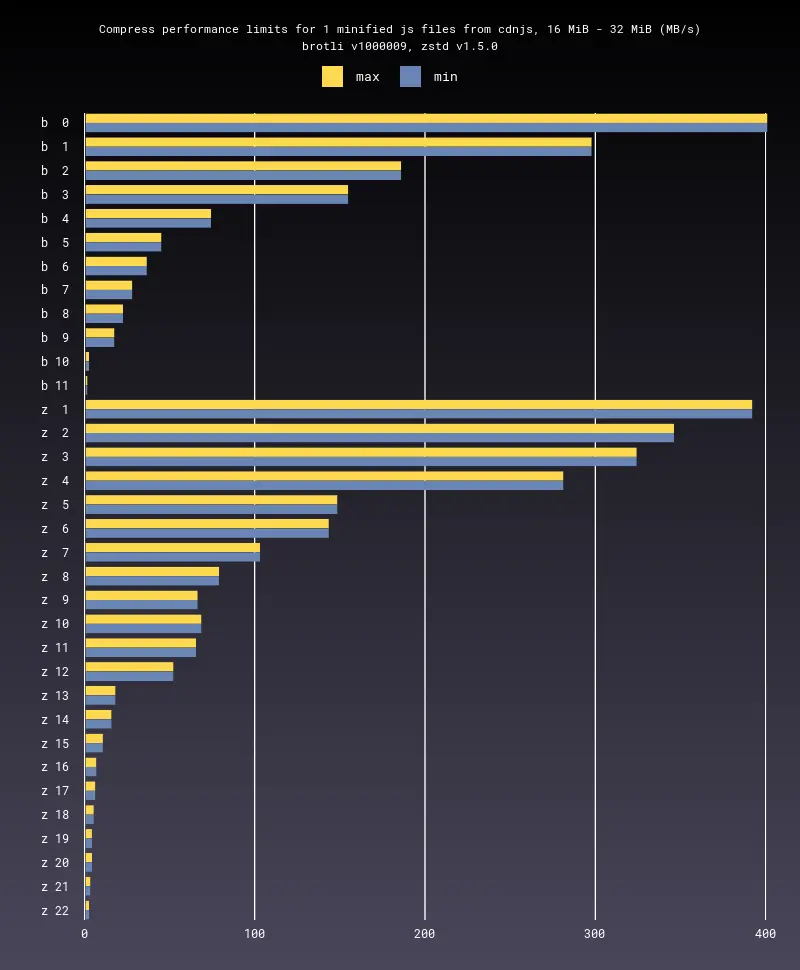 Compress performance limits for 1 minified js files from cdnjs, 16 MiB - 32 MiB (MB/s)
brotli v1000009, zstd v1.5.0
max min
b 0
b 1
b 2
b 3
b 4
b 5
b 6
b 7
b 8
b 9
b 10
b 11
z 1
z 2
z 3
z 4
z 5
z 6
z 7
z 8
z 9
z 10
z 11
z 12
z 13
z 14
z 15
z 16
z 17
z 18
z 19
z 20
z 21
z 22
0 100 200 300 400